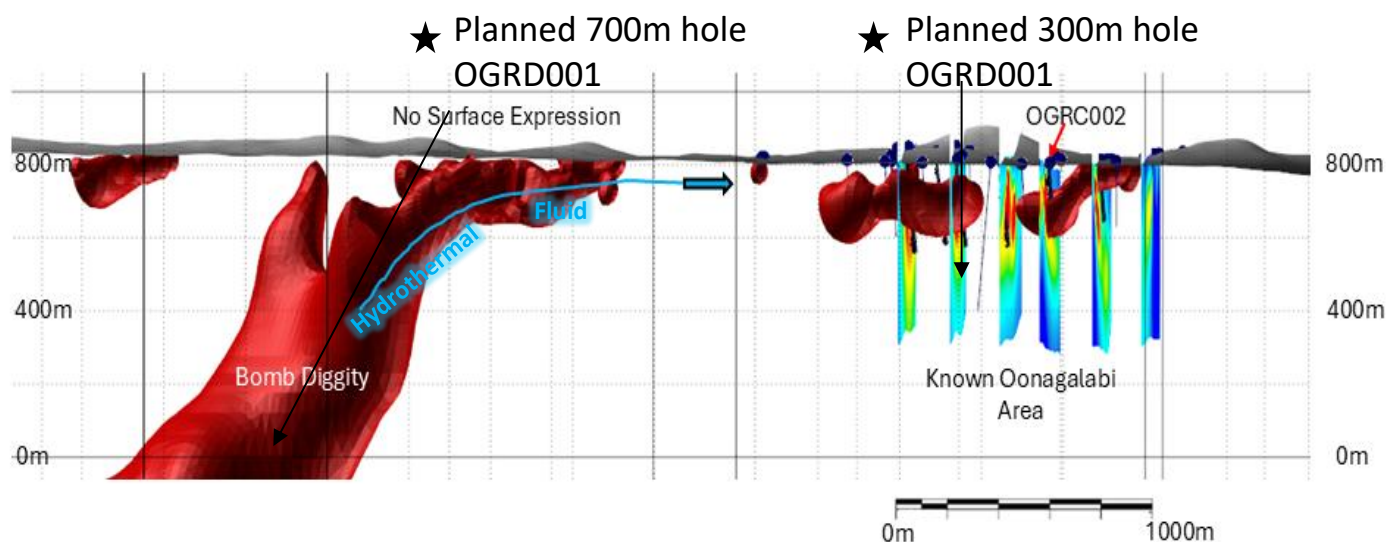 ★ Planned 700m hole
OGRD001
★ Planned 300m hole
OGRD001
No Surface Expression
OGRC002
800m
800m
Hydrothermal
Fluid
400m
400m
Bomb Diggity
Known Oonagalabi
Area
0m
0m
0m
1000m